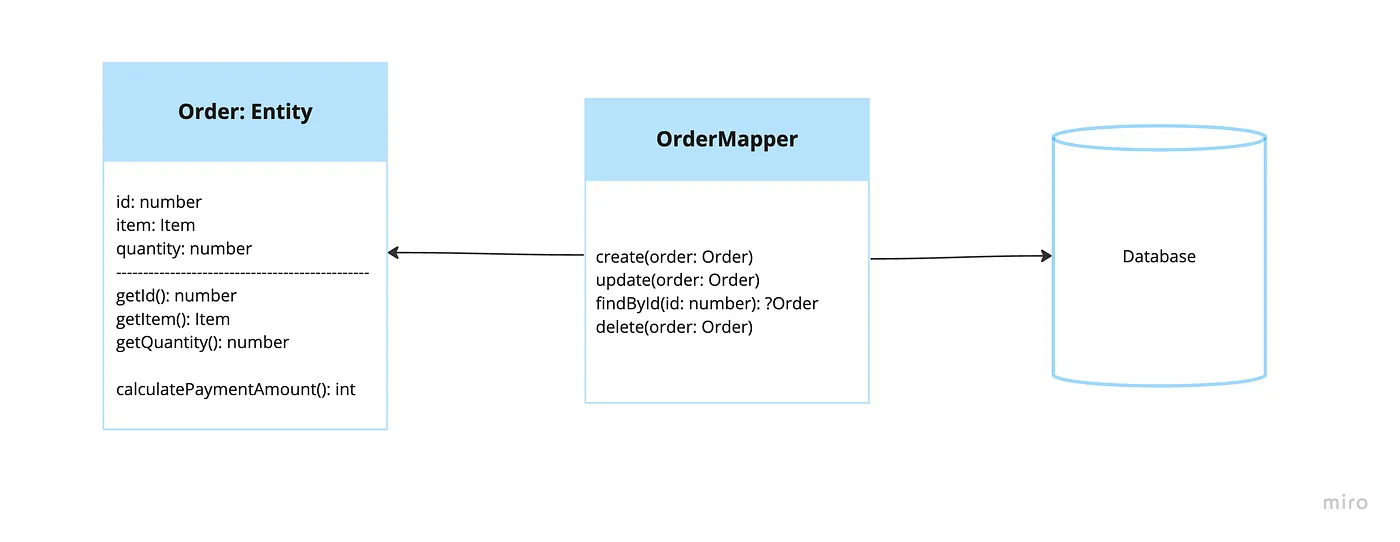 Order: Entity
id: number
item: Item
quantity: number
-----------------------------------------------
getId(): number
getItem(): Item
getQuantity(): number
calculatePaymentAmount(): int
OrderMapper
create(order: Order)
update(order: Order)
findById(id: number): ?Order
delete(order: Order)
Database
miro